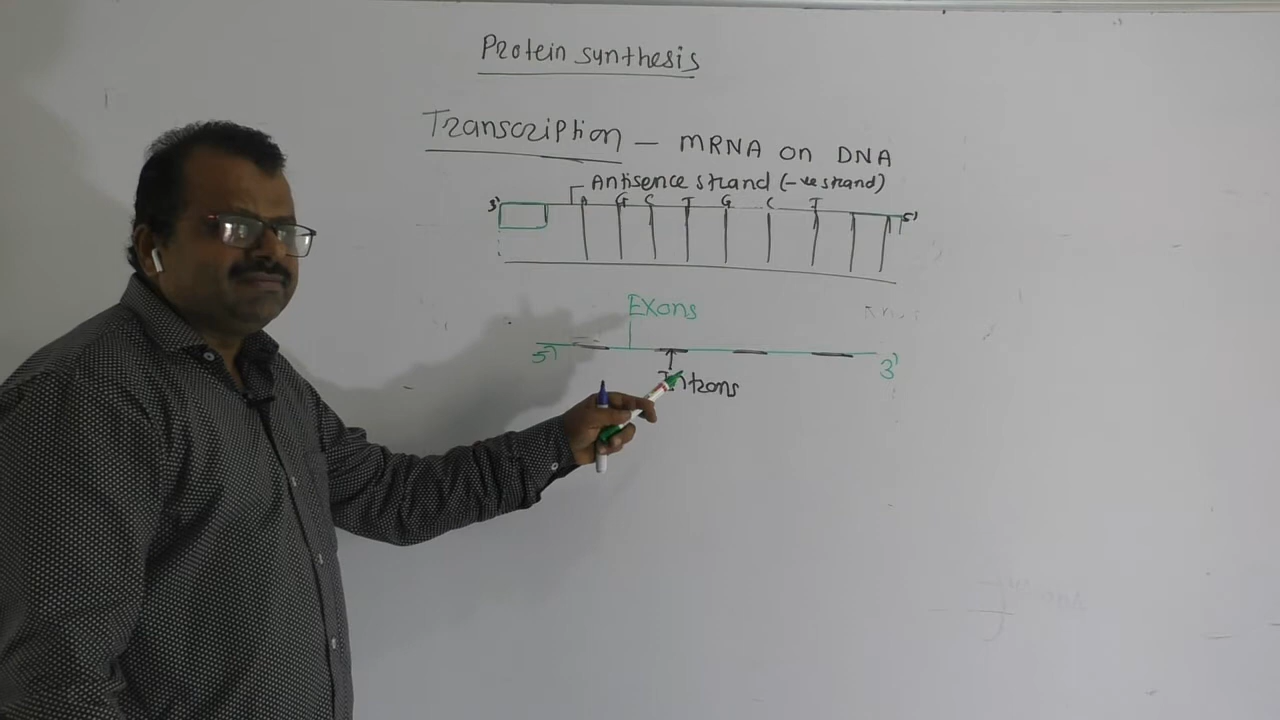 Protein synthesis
Transcription - mRNA on DNA
Antisence strand (-ve strand)
3' A G C T G C T 5'
Exons
5' 3'
Introns